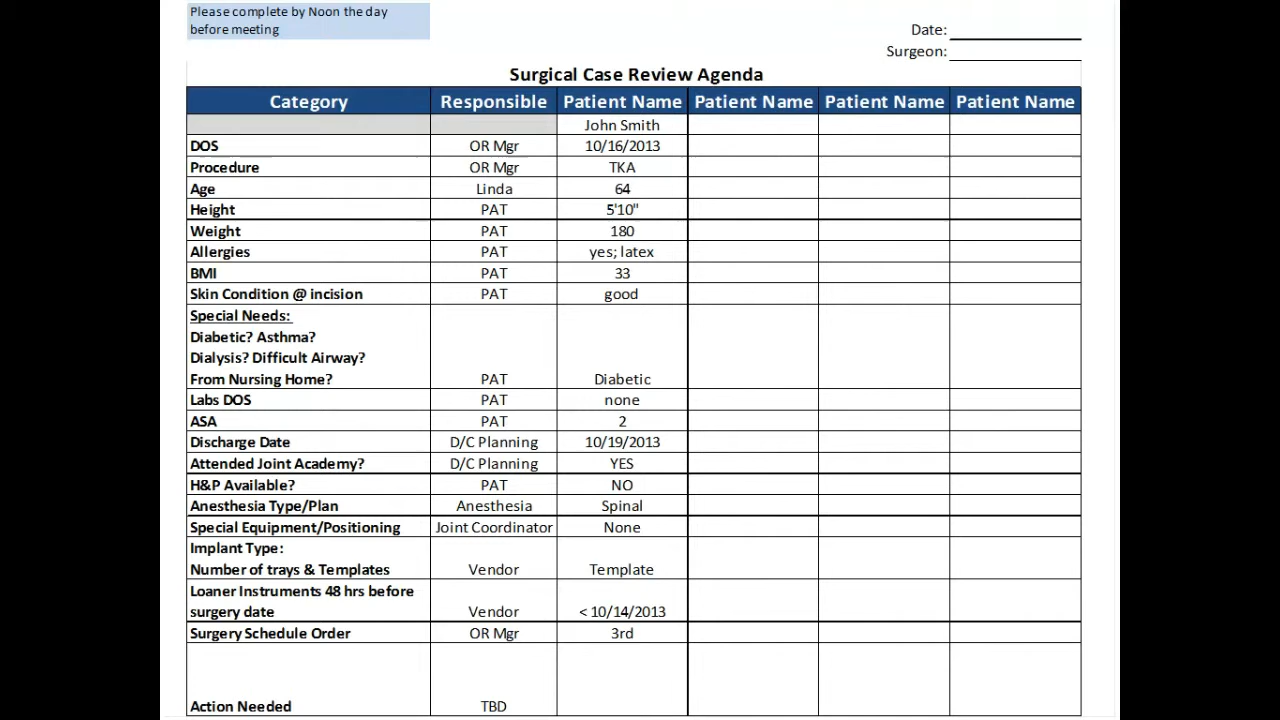 Please complete by Noon the day
before meeting
Date:
Surgeon:
Surgical Case Review Agenda
Category Responsible Patient Name Patient Name Patient Name Patient Name
John Smith
DOS OR Mgr 10/16/2013
Procedure OR Mgr TKA
Age Linda 64
Height PAT 5'10"
Weight PAT 180
Allergies PAT yes; latex
BMI PAT 33
Skin Condition @ incision PAT good
Special Needs:
Diabetic? Asthma?
Dialysis? Difficult Airway?
From Nursing Home? PAT Diabetic
Labs DOS PAT none
ASA PAT 2
Discharge Date D/C Planning 10/19/2013
Attended Joint Academy? D/C Planning YES
H&P Available? PAT NO
Anesthesia Type/Plan Anesthesia Spinal
Special Equipment/Positioning Joint Coordinator None
Implant Type:
Number of trays & Templates Vendor Template
Loaner Instruments 48 hrs before
surgery date Vendor < 10/14/2013
Surgery Schedule Order OR Mgr 3rd
Action Needed TBD